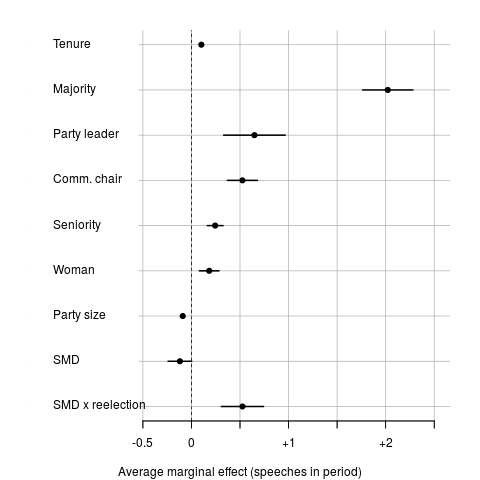 Tenure
Majority
Party leader
Comm. chair
Seniority
Woman
Party size
SMD
SMD x reelection
-0.5 0 +1 +2
Average marginal effect (speeches in period)